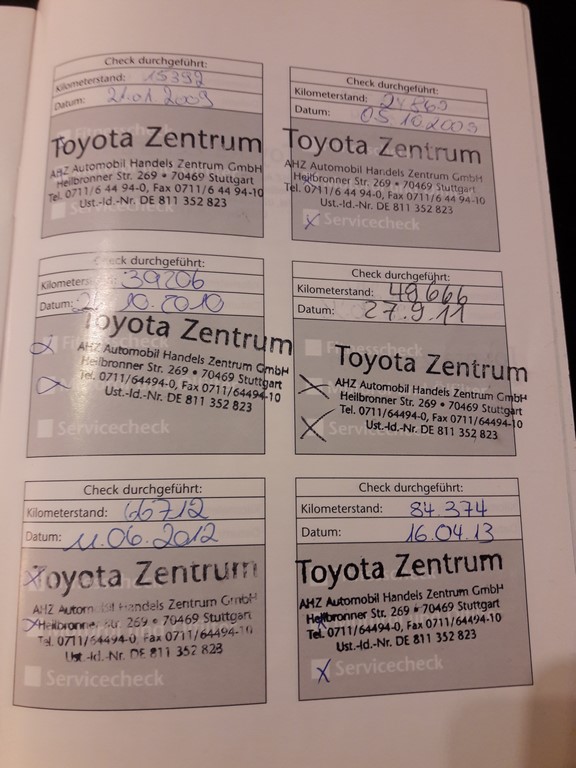 Check durchgeführt:
Kilometerstand: 15392
Datum: 21.01.2009
Toyota Zentrum
AHZ Automobil Handels Zentrum GmbH
Heilbronner Str. 269 • 70469 Stuttgart
Tel. 0711/6 44 94-0, Fax 0711/6 44 94-10
Ust.-Id.-Nr. DE 811 352 823
Servicecheck
Check durchgeführt:
Kilometerstand:
Datum: 05.10.2009
Toyota Zentrum
AHZ Automobil Handels Zentrum GmbH
Heilbronner Str. 269 • 70469 Stuttgart
Tel. 0711/6 44 94-0, Fax 0711/6 44 94-10
Ust.-Id.-Nr. DE 811 352 823
Servicecheck
Check durchgeführt:
Kilometerstand: 39206
Datum: 10.2010
Toyota Zentrum
AHZ Automobil Handels Zentrum GmbH
Heilbronner Str. 269 • 70469 Stuttgart
Tel. 0711/64494-0, Fax 0711/64494-10
Ust.-Id.-Nr. DE 811 352 823
Servicecheck
Check durchgeführt:
Kilometerstand: 48666
Datum: 27.9.11
Fitnesscheck
Toyota Zentrum
AHZ Automobil Handels Zentrum GmbH
Heilbronner Str. 269 • 70469 Stuttgart
Tel. 0711/64494-0, Fax 0711/64494-10
Ust.-Id.-Nr. DE 811 352 823
Servicecheck
Check durchgeführt:
Kilometerstand: 66712
Datum: 11.06.2012
Toyota Zentrum
AHZ Automobil Handels Zentrum GmbH
Heilbronner Str. 269 • 70469 Stuttgart
Tel. 0711/64494-0, Fax 0711/64494-10
Ust.-Id.-Nr. DE 811 352 823
Servicecheck
Check durchgeführt:
Kilometerstand: 84.374
Datum: 16.04.13
Toyota Zentrum
AHZ Automobil Handels Zentrum GmbH
Heilbronner Str. 269 • 70469 Stuttgart
Tel. 0711/64494-0, Fax 0711/64494-10
Ust.-Id.-Nr. DE 811 352 823
Servicecheck